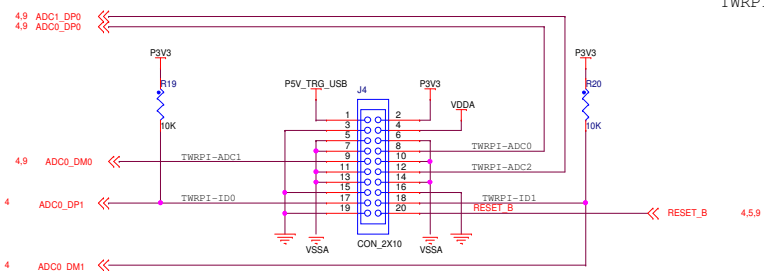 TWRP.
4,9 ADC1_DP0
4,9 ADC0_DP0
P3V3
P3V3
R19
R20
P5V_TRG_USB
J4
P3V3
VDDA
10K
10K
1 2
3 4
5 6
7 8 TWRPI-ADC0
4,9 ADC0_DM0 TWRPI-ADC1 9 10
11 12 TWRPI-ADC2
13 14
15 16
4 ADC0_DP1 TWRPI-ID0 17 18 TWRPI-ID1
19 20 RESET_B RESET_B 4,5,9
VSSA
VSSA
CON_2X10
4 ADC0_DM1